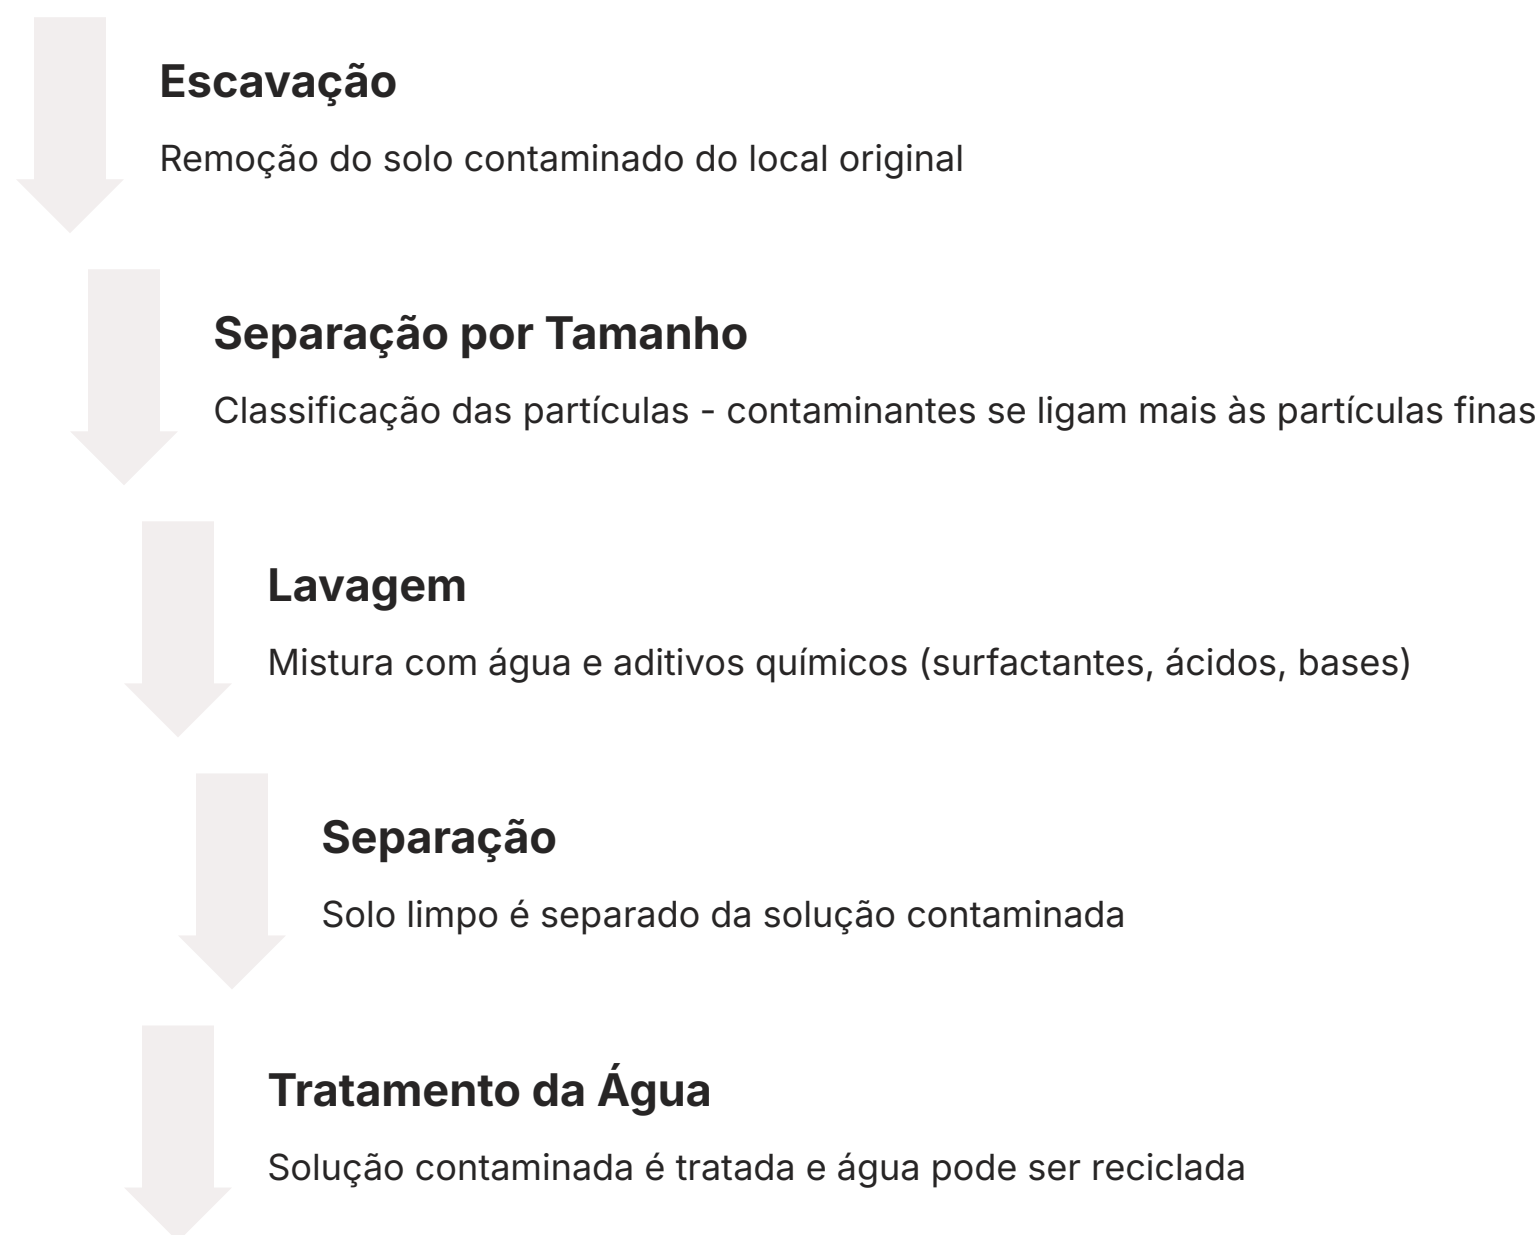 Escavação
Remoção do solo contaminado do local original
Separação por Tamanho
Classificação das partículas - contaminantes se ligam mais às partículas finas
Lavagem
Mistura com água e aditivos químicos (surfactantes, ácidos, bases)
Separação
Solo limpo é separado da solução contaminada
Tratamento da Água
Solução contaminada é tratada e água pode ser reciclada